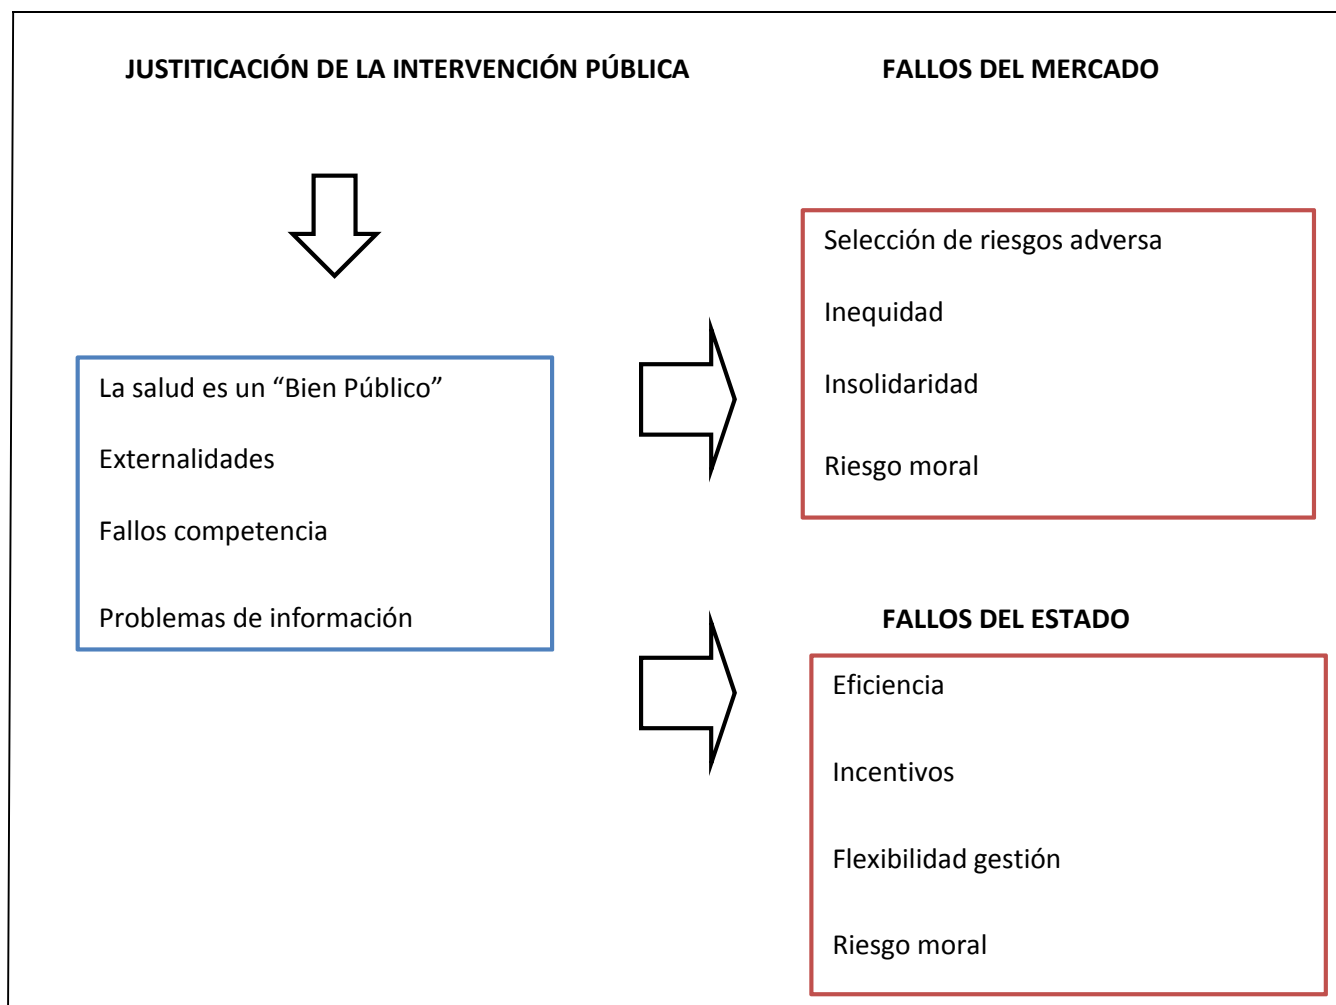 JUSTITICACIÓN DE LA INTERVENCIÓN PÚBLICA
La salud es un “Bien Público”
Externalidades
Fallos competencia
Problemas de información
FALLOS DEL MERCADO
Selección de riesgos adversa
Inequidad
Insolidaridad
Riesgo moral
FALLOS DEL ESTADO
Eficiencia
Incentivos
Flexibilidad gestión
Riesgo moral